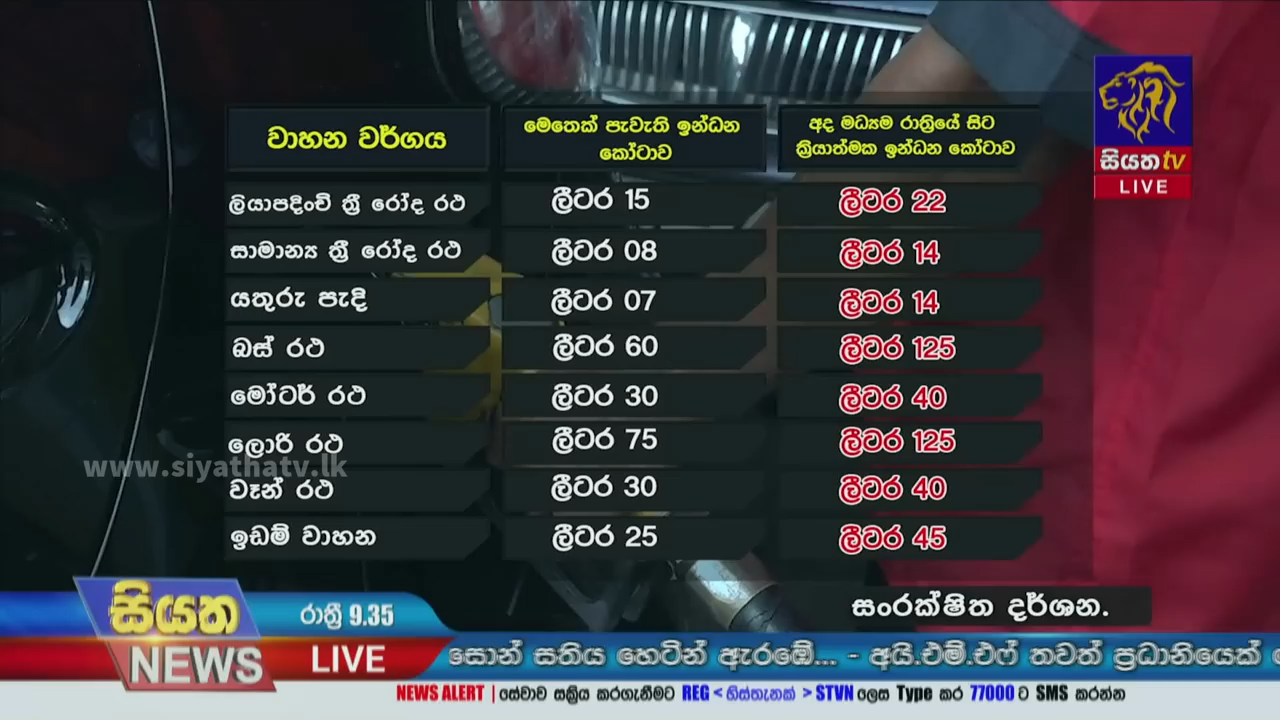 වාහන වර්ගය
මෙතෙක් පැවැති ඉන්ධන
කෝටාව
අද මධ්‍යම රාත්‍රියේ සිට
ක්‍රියාත්මක ඉන්ධන කෝටාව
ලියාපදිංචි ත්‍රී රෝද රථ ලීටර 15 ලීටර 22
සාමාන්‍ය ත්‍රී රෝද රථ ලීටර 08 ලීටර 14
යතුරු පැදි ලීටර 07 ලීටර 14
බස් රථ ලීටර 60 ලීටර 125
මෝටර් රථ ලීටර 30 ලීටර 40
ලොරි රථ ලීටර 75 ලීටර 125
වෑන් රථ ලීටර 30 ලීටර 40
ඉඩම් වාහන ලීටර 25 ලීටර 45
සියත tv
LIVE
www.siyathatv.lk
සංරක්ෂිත දර්ශන.
සියත
NEWS
රාත්‍රී 9.35
LIVE
සොන් සතිය හෙටින් ඇරඹේ... - අයි.එම්.එෆ් තවත් ප්‍රධානියෙක්
NEWS ALERT | සේවාව සක්‍රිය කරගැනීමට REG < හිස්තැනක් > STVN ලෙස Type කර 77000 ට SMS කරන්න